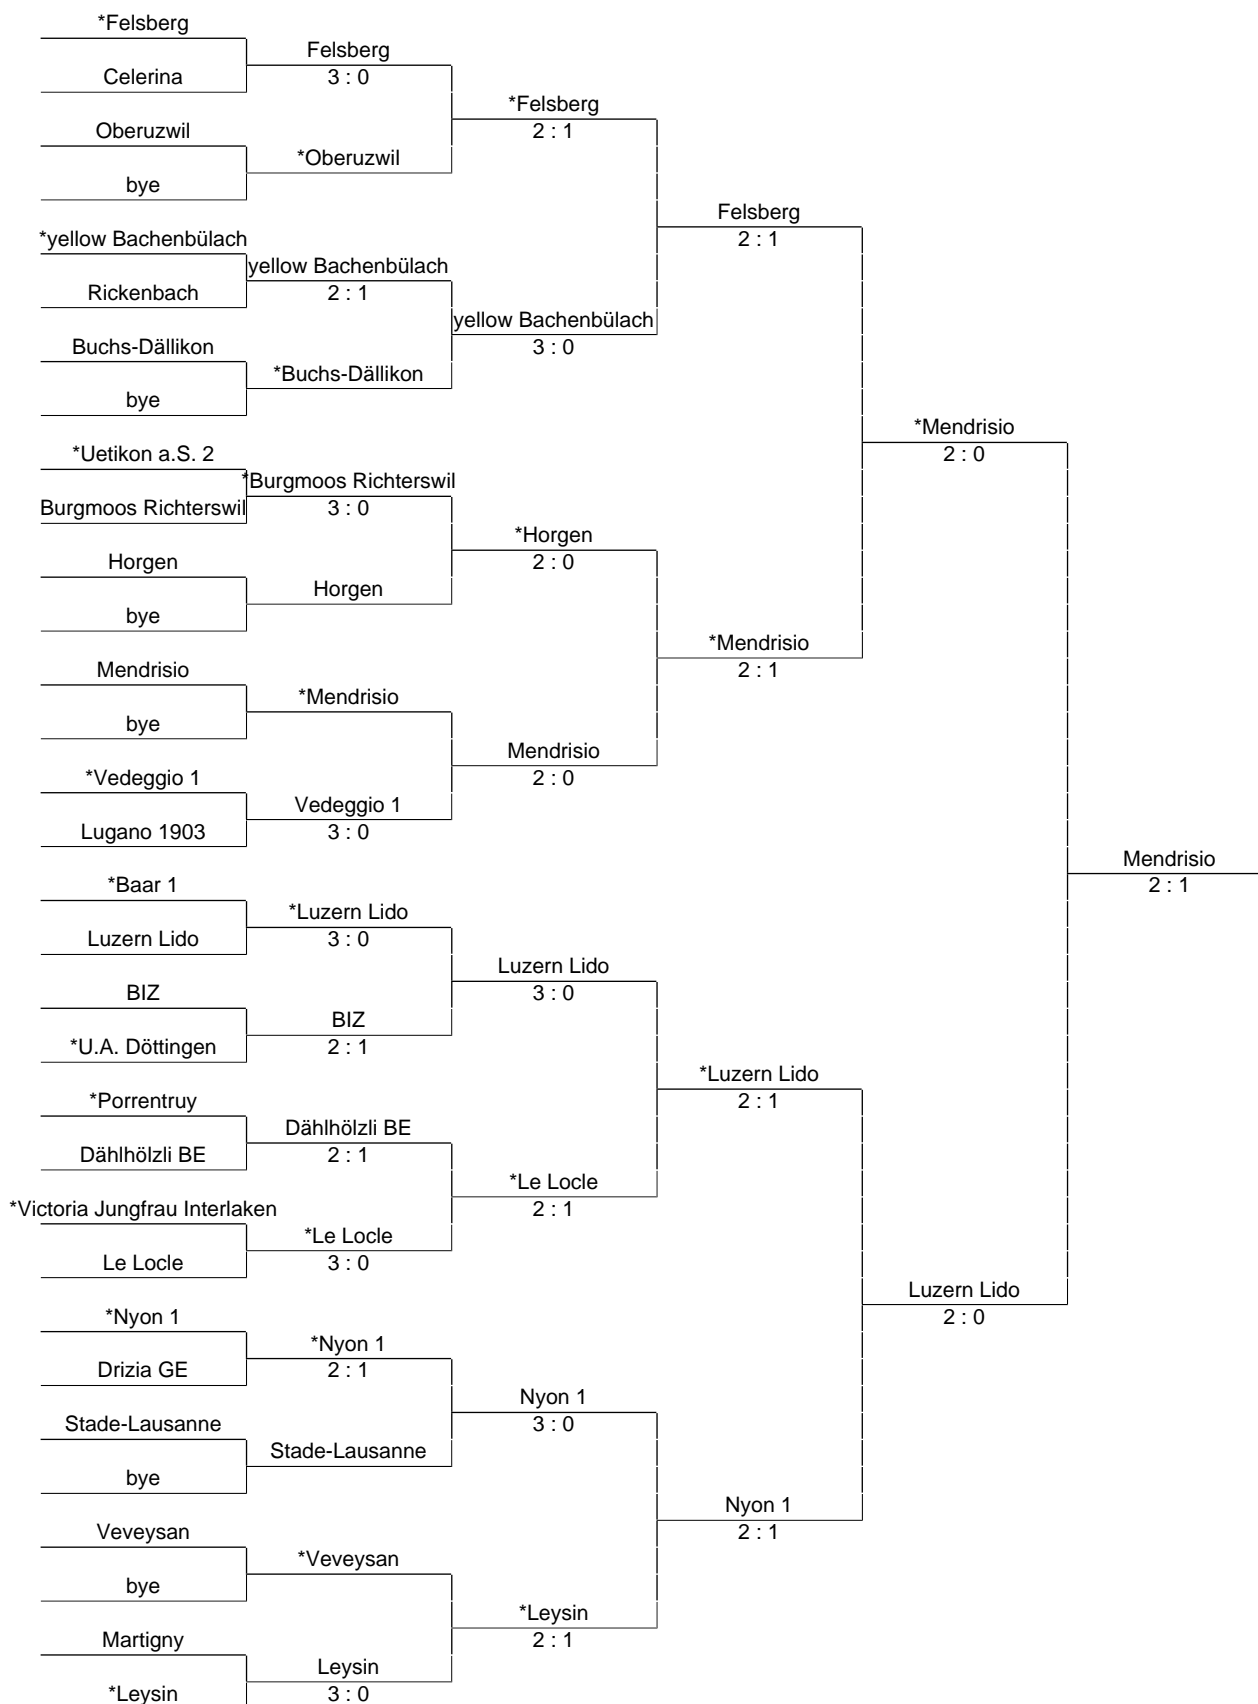 *Felsberg
Celerina
Oberuzwil
bye
*yellow Bachenbülach
Rickenbach
Buchs-Dällikon
bye
*Uetikon a.S. 2
Burgmoos Richterswil
Horgen
bye
Mendrisio
bye
*Vedeggio 1
Lugano 1903
*Baar 1
Luzern Lido
BIZ
*U.A. Döttingen
*Porrentruy
Dählhölzli BE
*Victoria Jungfrau Interlaken
Le Locle
*Nyon 1
Drizia GE
Stade-Lausanne
bye
Veveysan
bye
Martigny
*Leysin
Felsberg
3 : 0
*Oberuzwil
yellow Bachenbülach
2 : 1
*Buchs-Dällikon
*Burgmoos Richterswil
3 : 0
Horgen
*Mendrisio
Vedeggio 1
3 : 0
*Luzern Lido
3 : 0
BIZ
2 : 1
Dählhölzli BE
2 : 1
*Le Locle
3 : 0
*Nyon 1
2 : 1
Stade-Lausanne
*Veveysan
Leysin
3 : 0
*Felsberg
2 : 1
yellow Bachenbülach
3 : 0
*Horgen
2 : 0
Mendrisio
2 : 0
Luzern Lido
3 : 0
*Le Locle
2 : 1
Nyon 1
3 : 0
*Leysin
2 : 1
Felsberg
2 : 1
*Mendrisio
2 : 1
*Luzern Lido
2 : 1
Nyon 1
2 : 1
*Mendrisio
2 : 0
Luzern Lido
2 : 0
Mendrisio
2 : 1